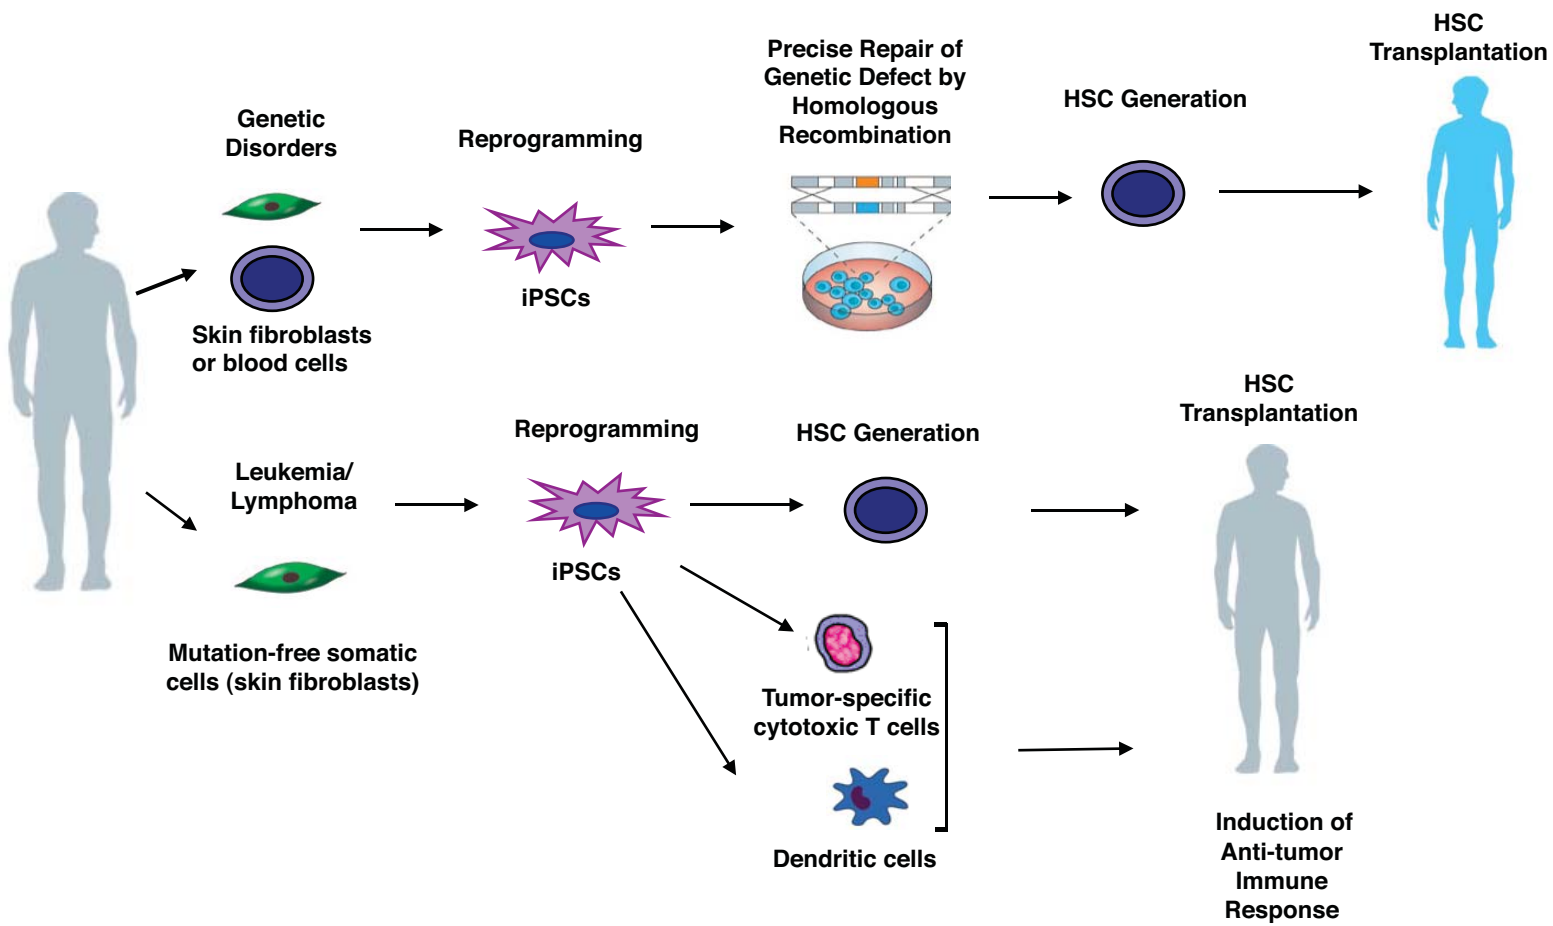 HSC
Transplantation
Precise Repair of
Genetic Defect by
Homologous
Recombination
HSC Generation
Genetic
Disorders
Reprogramming
iPSCs
Skin fibroblasts
or blood cells
HSC
Transplantation
Reprogramming
HSC Generation
Leukemia/
Lymphoma
iPSCs
Mutation-free somatic
cells (skin fibroblasts)
Tumor-specific
cytotoxic T cells
Dendritic cells
Induction of
Anti-tumor
Immune
Response